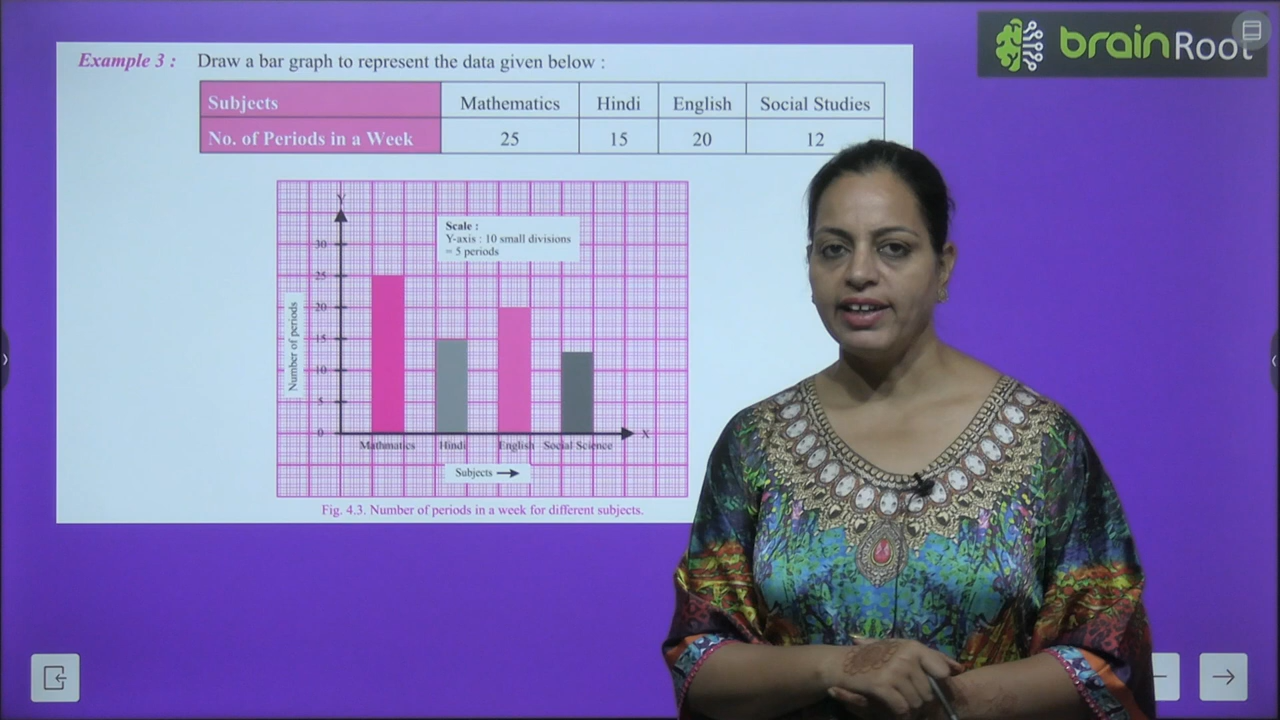 brainRoot
Example 3 : Draw a bar graph to represent the data given below :
Subjects Mathematics Hindi English Social Studies
No. of Periods in a Week 25 15 20 12
Y
Scale :
Y-axis : 10 small divisions
= 5 periods
30
25
20
15
10
5
0
Number of periods
X
Mathmatics Hindi English Social Science
Subjects
Fig. 4.3. Number of periods in a week for different subjects.